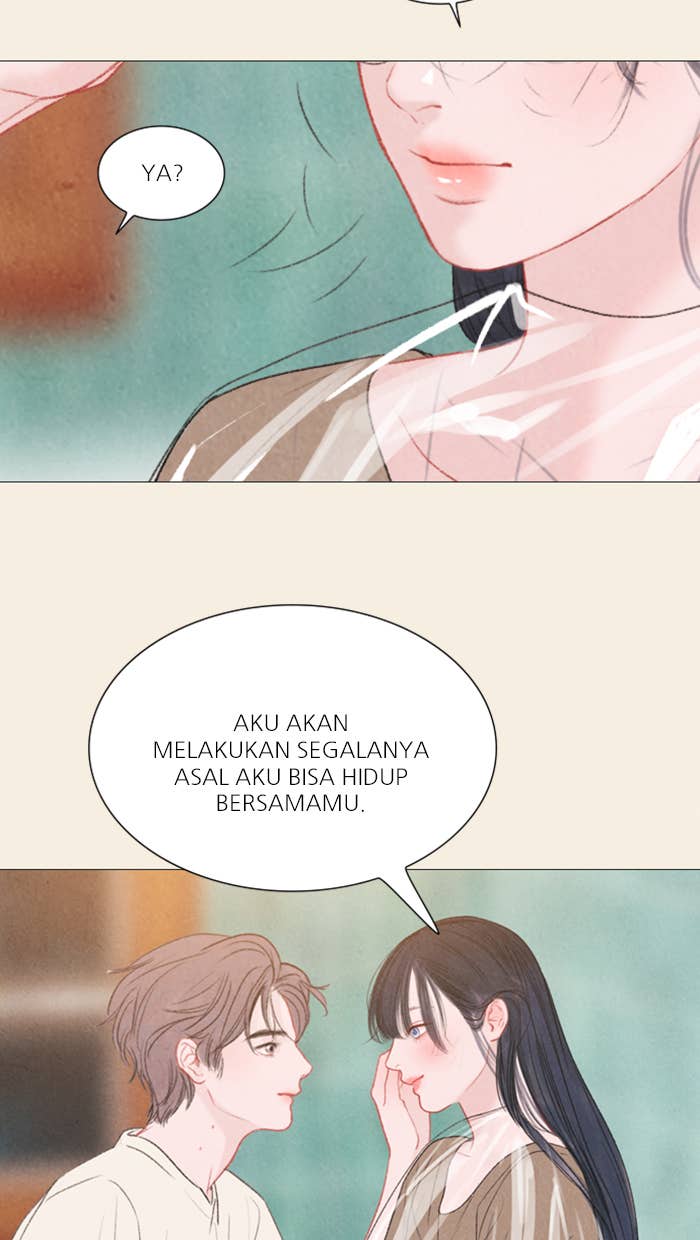 YA?
AKU AKAN
MELAKUKAN SEGALANYA
ASAL AKU BISA HIDUP
BERSAMAMU.